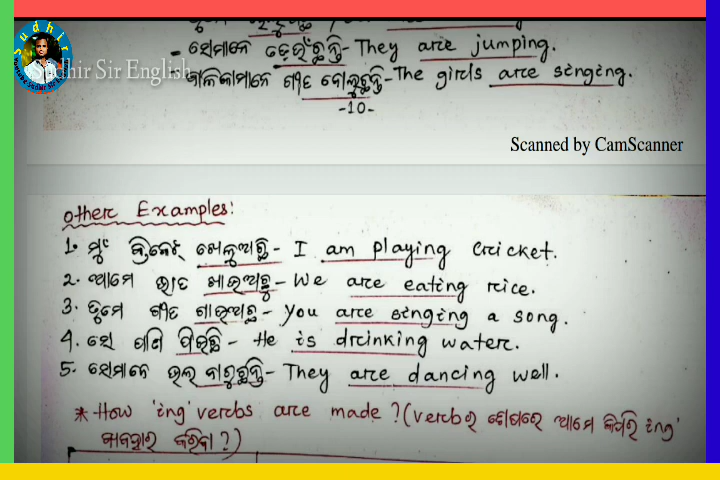 - ସେମାନେ ଡେଉଁଛନ୍ତି - They are jumping.
Sudhir Sir English
- ବାଳିକାମାନେ ଗୀତ ବୋଲୁଛନ୍ତି - The girls are singing.
-10-
Scanned by CamScanner
Other Examples:
1. ମୁଁ କ୍ରିକେଟ୍ ଖେଳୁଅଛି - I am playing cricket.
2. ଆମେ ଭାତ ଖାଉଅଛୁ - We are eating rice.
3. ତୁମେ ଗୀତ ଗାଉଅଛ - You are singing a song.
4. ସେ ପାଣି ପିଉଛି - He is drinking water.
5. ସେମାନେ ଭଲ ନାଚୁଛନ୍ତି - They are dancing well.
* How 'ing' verbs are made? (verbର ଶେଷରେ ଆମେ କିପରି ing'
ବ୍ୟବହାର କରିବା?)